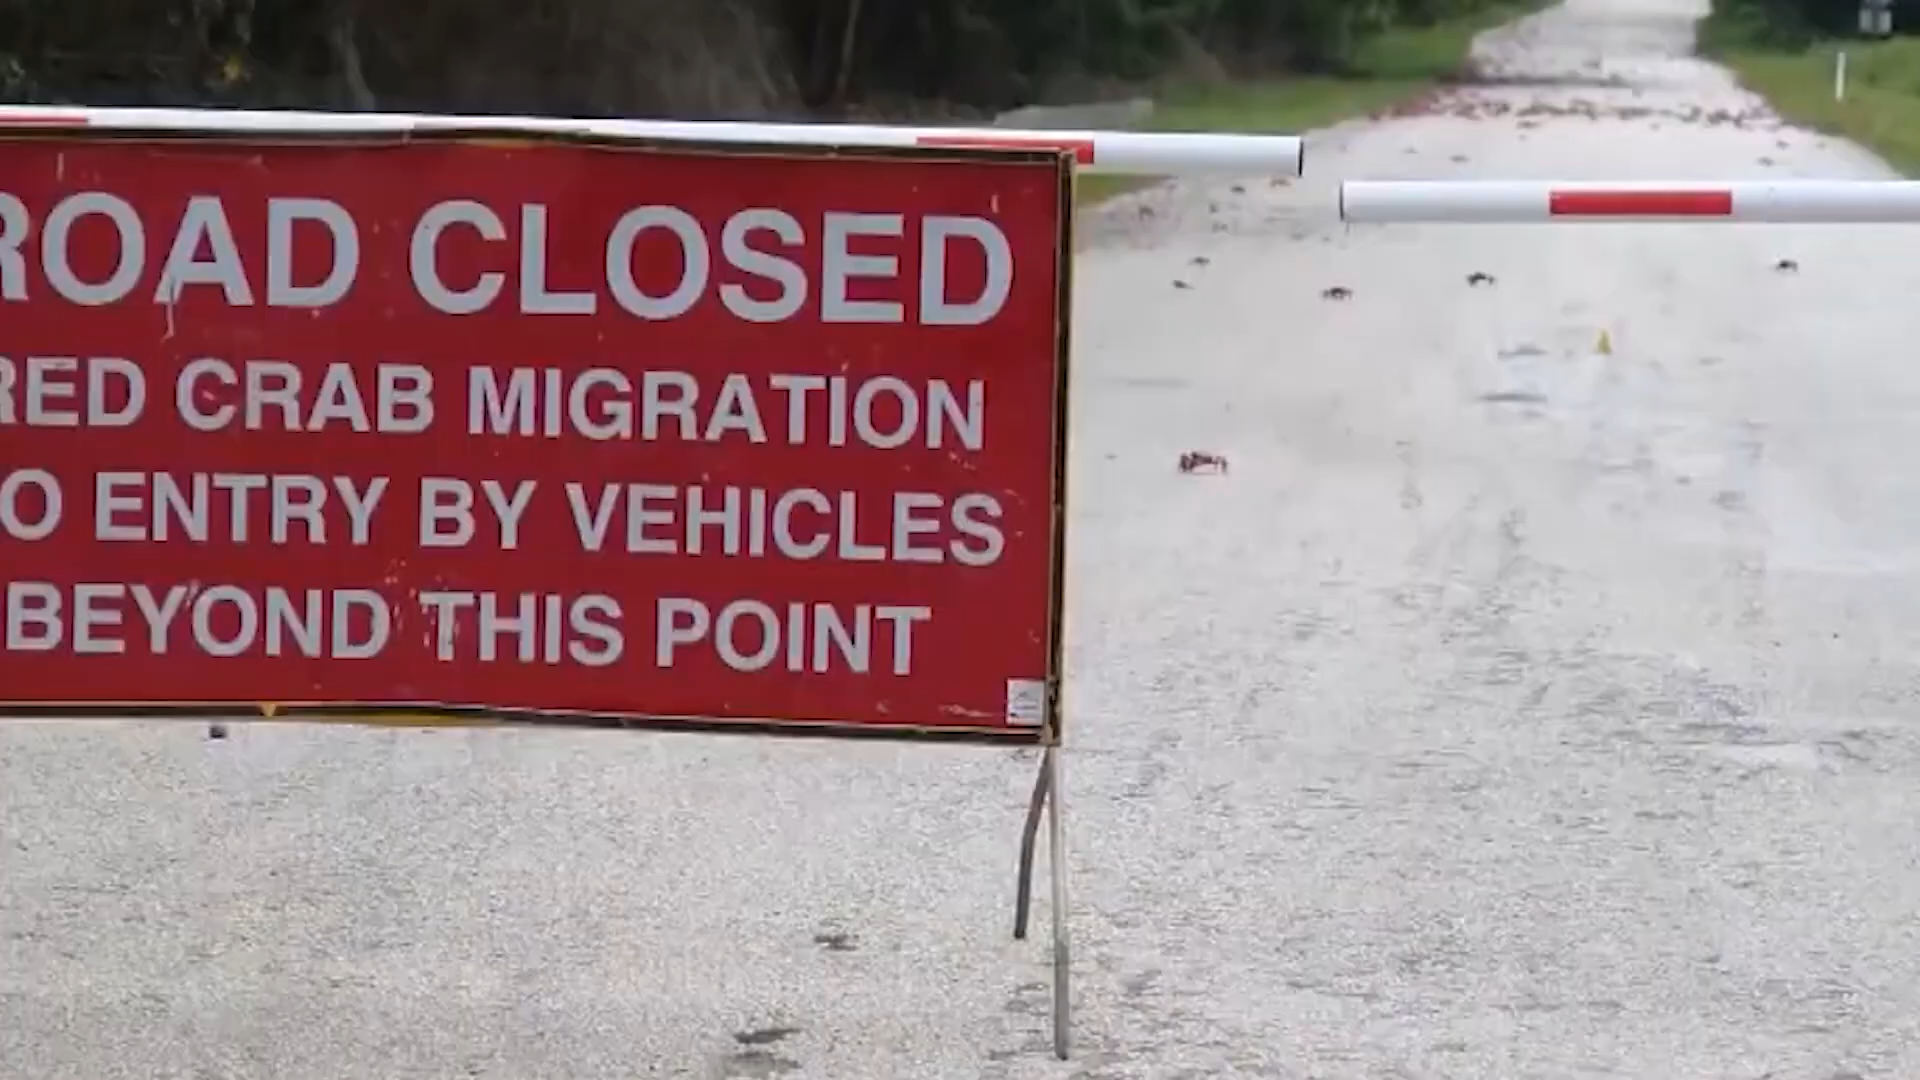 ROAD CLOSED
RED CRAB MIGRATION
O ENTRY BY VEHICLES
BEYOND THIS POINT